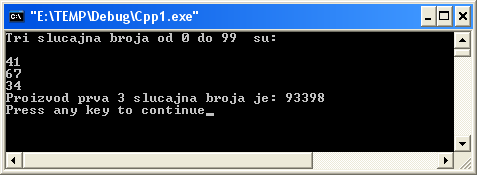 "E:\TEMP\Debug\Cpp1.exe"
Tri slucajna broja od 0 do 99  su:
41
67
34
Proizvod prva 3 slucajna broja je: 93398
Press any key to continue_